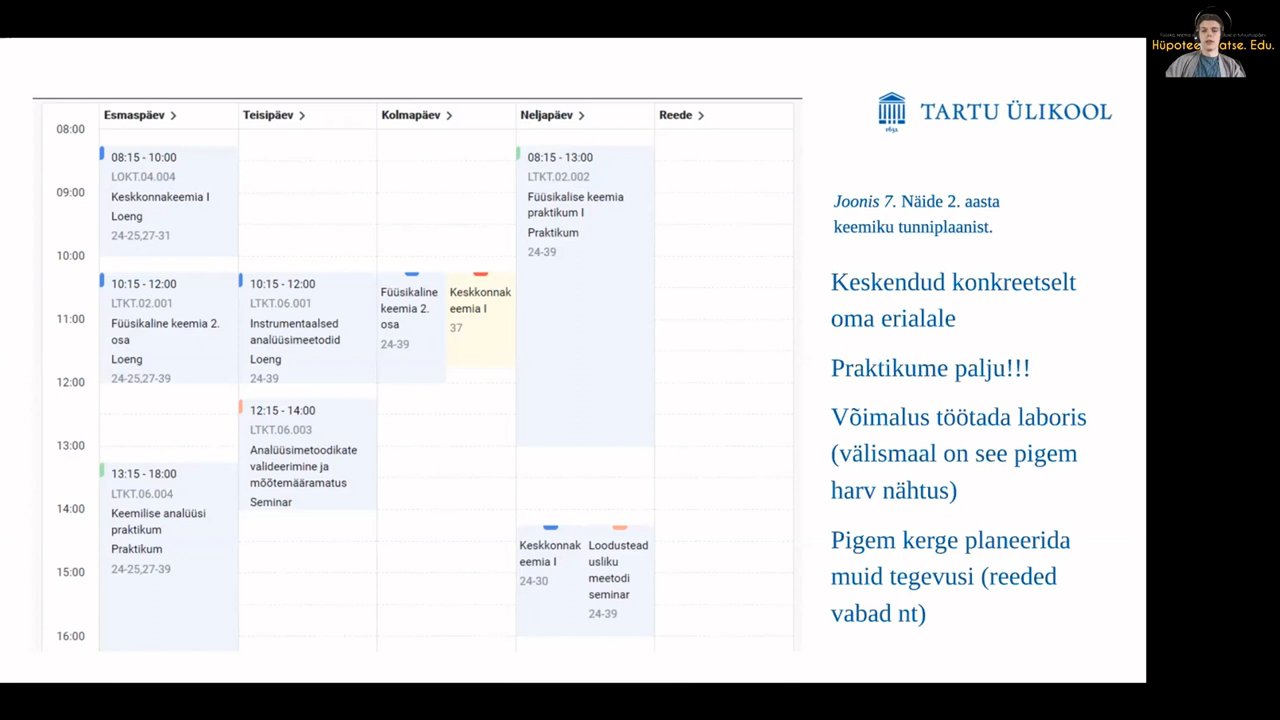 Esmaspäev
Teisipäev
Kolmapäev
Neljapäev
Reede
08:00
09:00
10:00
11:00
12:00
13:00
14:00
15:00
16:00
08:15 - 10:00
LOKT.04.004
Keskkonnakeemia I
Loeng
24-25,27-31
10:15 - 12:00
LTKT.02.001
Füüsikaline keemia 2.
osa
Loeng
24-25,27-39
13:15 - 18:00
LTKT.06.004
Keemilise analüüsi
praktikum
Praktikum
24-25,27-39
10:15 - 12:00
LTKT.06.001
Instrumentaalsed
analüüsimeetodid
Loeng
24-39
12:15 - 14:00
LTKT.06.003
Analüüsimetoodikate
valideerimine ja
mõõtemääramatus
Seminar
Füüsikaline
keemia 2.
osa
24-39
Keskkonnak
eemia I
37
08:15 - 13:00
LTKT.02.002
Füüsikalise keemia
praktikum I
Praktikum
24-39
Keskkonnak
eemia I
24-30
Loodustead
usliku
meetodi
seminar
24-39
1632
TARTU ÜLIKOOL
Joonis 7. Näide 2. aasta
keemiku tunniplaanist.
Keskendud konkreetselt
oma erialale
Praktikume palju!!!
Võimalus töötada laboris
(välismaal on see pigem
harv nähtus)
Pigem kerge planeerida
muid tegevusi (reeded
vabad nt)
Edu.